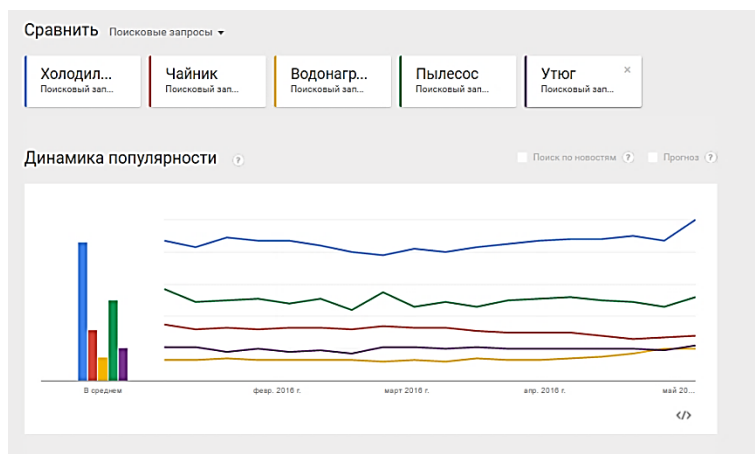 Сравнить Поисковые запросы
Холодил... Чайник Водонагр... Пылесос Утюг ×
Поисковый зап... Поисковый зап... Поисковый зап... Поисковый зап... Поисковый зап...
Динамика популярности ? Поиск по новостям ? Прогноз ?
В среднем февр. 2016 г. март 2016 г. апр. 2016 г. май 20...
</>